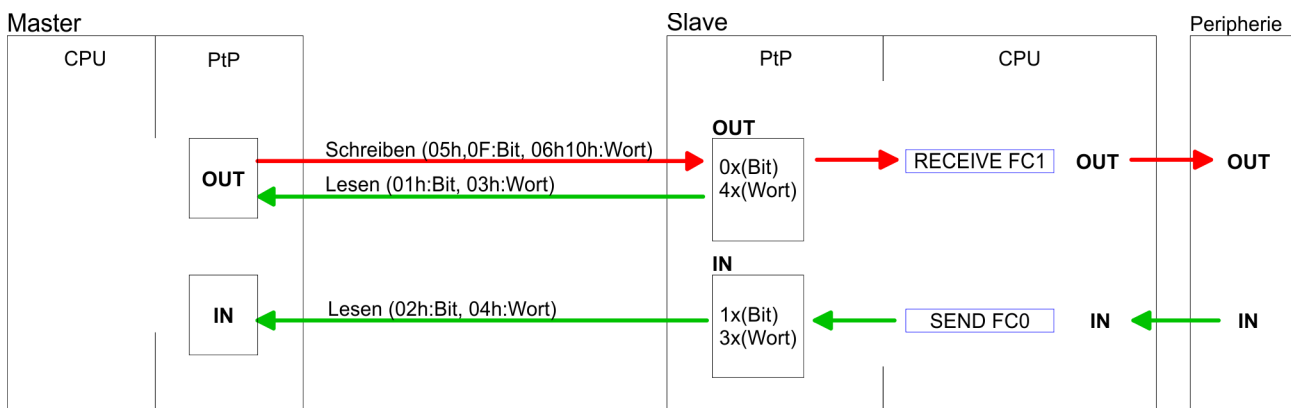 Master
Slave
Peripherie
CPU
PtP
PtP
CPU
OUT
Schreiben (05h,0F:Bit, 06h10h:Wort)
OUT
Lesen (01h:Bit, 03h:Wort)
0x(Bit)
4x(Wort)
RECEIVE FC1
OUT
OUT
IN
IN
Lesen (02h:Bit, 04h:Wort)
1x(Bit)
3x(Wort)
SEND FC0
IN
IN